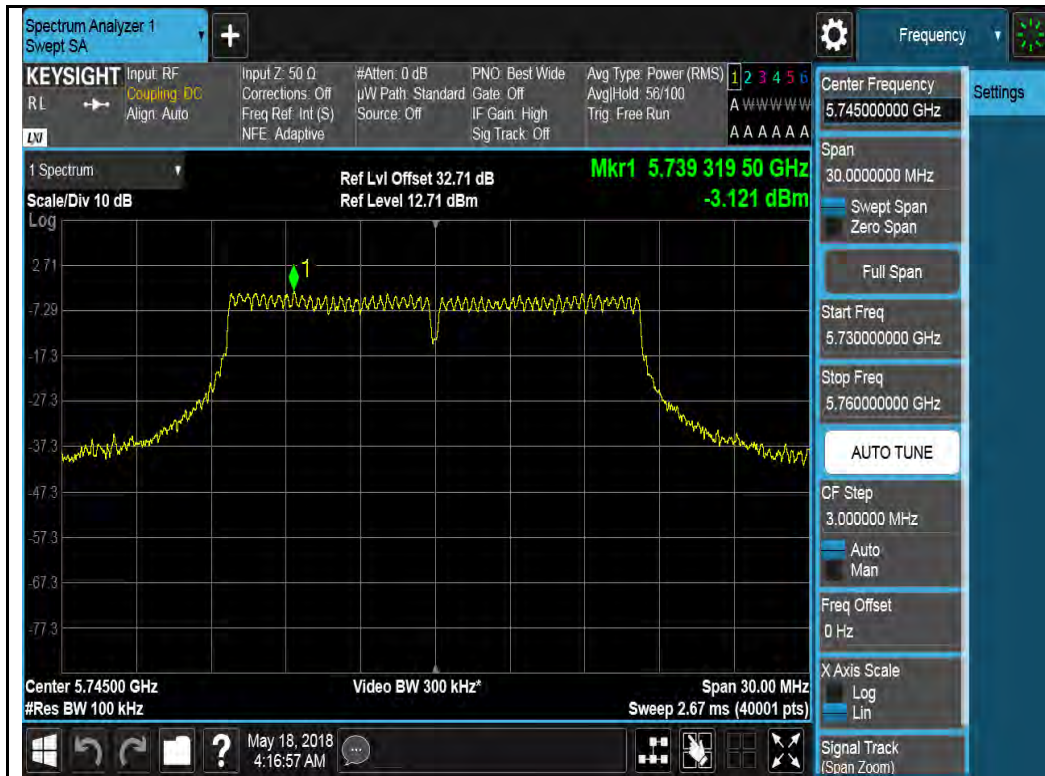 Spectrum Analyzer 1
Swept SA
+
Frequency
KEYSIGHT
RL
LXI
Input: RF
Coupling: DC
Align: Auto
Input Z: 50 Ω
Corrections: Off
Freq Ref: Int (S)
NFE: Adaptive
#Atten: 0 dB
µW Path: Standard
Source: Off
PNO: Best Wide
Gate: Off
IF Gain: High
Sig Track: Off
Avg Type: Power (RMS)
Avg|Hold: 56/100
Trig: Free Run
1 2 3 4 5 6
A W W W W W
A A A A A A
1 Spectrum
Scale/Div 10 dB
Log
Ref Lvl Offset 32.71 dB
Ref Level 12.71 dBm
Mkr1 5.739 319 50 GHz
-3.121 dBm
1
2.71
-7.29
-17.3
-27.3
-37.3
-47.3
-57.3
-67.3
-77.3
Center 5.74500 GHz
#Res BW 100 kHz
Video BW 300 kHz*
Span 30.00 MHz
Sweep 2.67 ms (40001 pts)
Center Frequency
5.745000000 GHz
Settings
Span
30.0000000 MHz
Swept Span
Zero Span
Full Span
Start Freq
5.730000000 GHz
Stop Freq
5.760000000 GHz
AUTO TUNE
CF Step
3.000000 MHz
Auto
Man
Freq Offset
0 Hz
X Axis Scale
Log
Lin
Signal Track
(Span Zoom)
?
May 18, 2018
4:16:57 AM